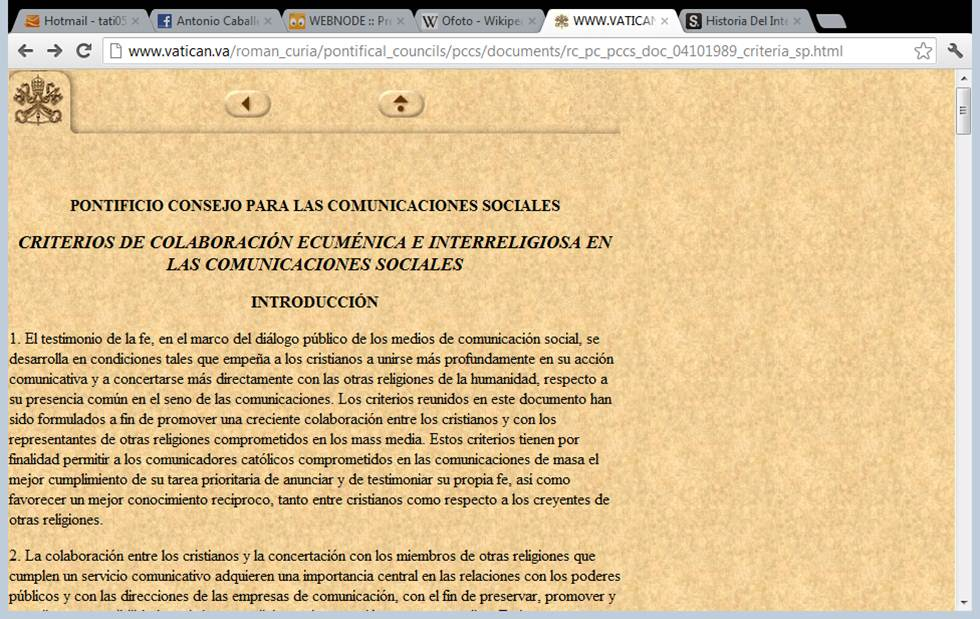 Hotmail - tati05
Antonio Caball
WEBNODE :: Pr
Ofoto - Wikipe
WWW.VATICAN
Historia Del Int
www.vatican.va/roman_curia/pontifical_councils/pccs/documents/rc_pc_pccs_doc_04101989_criteria_sp.html
PONTIFICIO CONSEJO PARA LAS COMUNICACIONES SOCIALES
CRITERIOS DE COLABORACIÓN ECUMÉNICA E INTERRELIGIOSA EN
LAS COMUNICACIONES SOCIALES
INTRODUCCIÓN
1. El testimonio de la fe, en el marco del diálogo público de los medios de comunicación social, se
desarrolla en condiciones tales que empeña a los cristianos a unirse más profundamente en su acción
comunicativa y a concertarse más directamente con las otras religiones de la humanidad, respecto a
su presencia común en el seno de las comunicaciones. Los criterios reunidos en este documento han
sido formulados a fin de promover una creciente colaboración entre los cristianos y con los
representantes de otras religiones comprometidos en los mass media. Estos criterios tienen por
finalidad permitir a los comunicadores católicos comprometidos en las comunicaciones de masa el
mejor cumplimiento de su tarea prioritaria de anunciar y de testimoniar su propia fe, así como
favorecer un mejor conocimiento reciproco, tanto entre cristianos como respecto a los creyentes de
otras religiones.
2. La colaboración entre los cristianos y la concertación con los miembros de otras religiones que
cumplen un servicio comunicativo adquieren una importancia central en las relaciones con los poderes
públicos y con las direcciones de las empresas de comunicación, con el fin de preservar, promover y